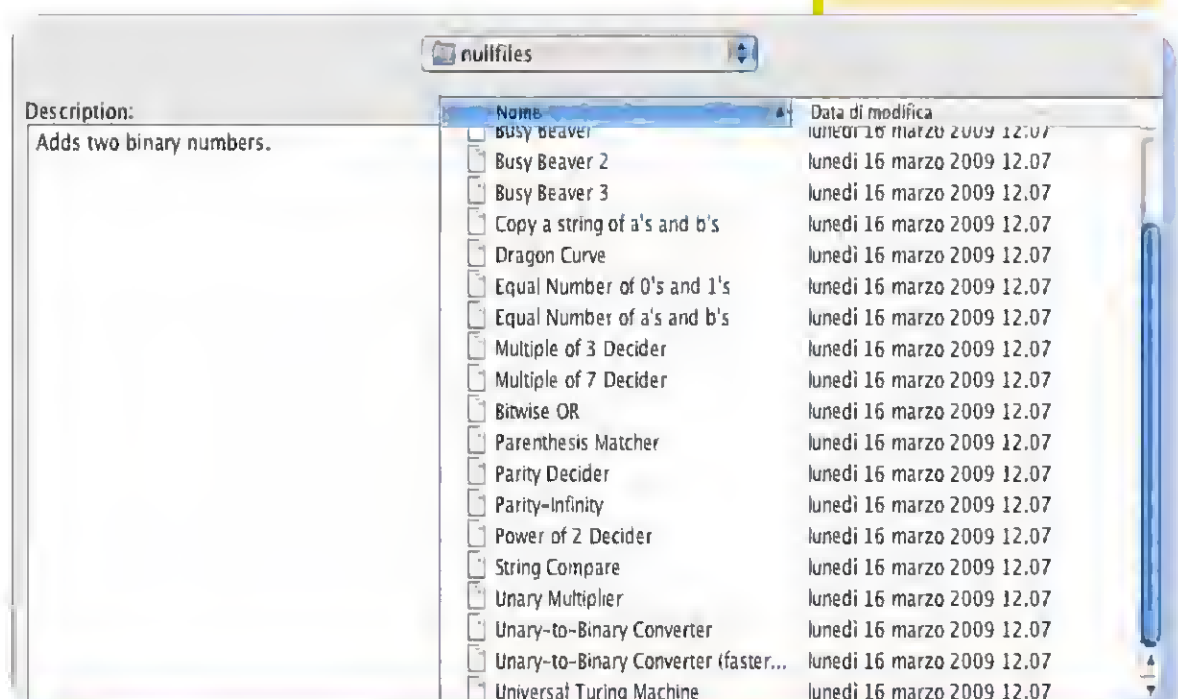 nullfiles
Description:
Adds two binary numbers.
Name Data di modifica
Busy Beaver lunedì 16 marzo 2009 12.07
Busy Beaver 2 lunedì 16 marzo 2009 12.07
Busy Beaver 3 lunedì 16 marzo 2009 12.07
Copy a string of a's and b's lunedì 16 marzo 2009 12.07
Dragon Curve lunedì 16 marzo 2009 12.07
Equal Number of 0's and 1's lunedì 16 marzo 2009 12.07
Equal Number of a's and b's lunedì 16 marzo 2009 12.07
Multiple of 3 Decider lunedì 16 marzo 2009 12.07
Multiple of 7 Decider lunedì 16 marzo 2009 12.07
Bitwise OR lunedì 16 marzo 2009 12.07
Parenthesis Matcher lunedì 16 marzo 2009 12.07
Parity Decider lunedì 16 marzo 2009 12.07
Parity-Infinity lunedì 16 marzo 2009 12.07
Power of 2 Decider lunedì 16 marzo 2009 12.07
String Compare lunedì 16 marzo 2009 12.07
Unary Multiplier lunedì 16 marzo 2009 12.07
Unary-to-Binary Converter lunedì 16 marzo 2009 12.07
Unary-to-Binary Converter (faster... lunedì 16 marzo 2009 12.07
Universal Turing Machine lunedì 16 marzo 2009 12.07